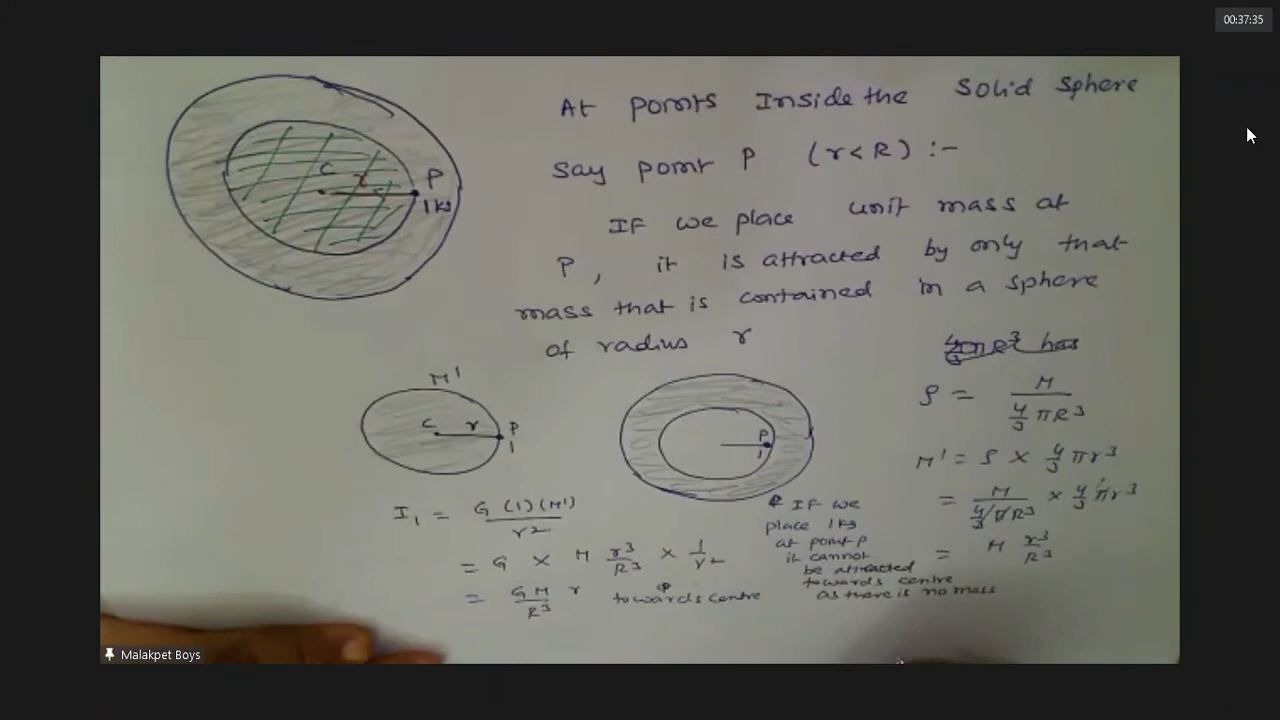 00:37:35
At points Inside the Solid Sphere
Say point P (r < R) :-
C
r
P
1kg
IF we place unit mass at
P, it is attracted by only that
mass that is contained in a sphere
of radius r
M'
C r P
1
P
1
ρ = M / (4/3 πR³)
M' = ρ × 4/3 πr³
= M / (4/3 πR³) × 4/3 πr³
= M r³/R³
I₁ = G (1) (M') / r²
= G × M r³/R³ × 1/r²
= GM/R³ r towards centre
IF we
place 1kg
at point P
it cannot
be attracted
towards centre
as there is no mass
Malakpet Boys